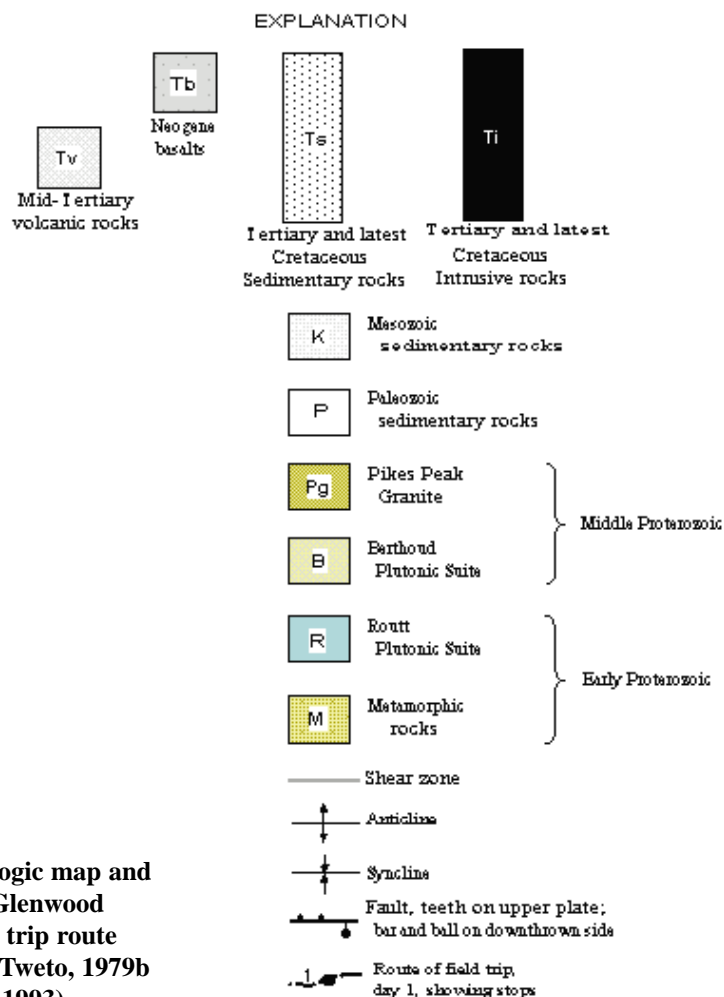 EXPLANATION
Tb
Neogene
basalts
Tv
Mid-Tertiary
volcanic rocks
Ts
Tertiary and latest
Cretaceous
Sedimentary rocks
Ti
Tertiary and latest
Cretaceous
Intrusive rocks
K
Mesozoic
sedimentary rocks
P
Paleozoic
sedimentary rocks
Pg
Pikes Peak
Granite
B
Berthoud
Plutonic Suite
Middle Proterozoic
R
Routt
Plutonic Suite
M
Metamorphic
rocks
Early Proterozoic
Shear zone
Anticline
Syncline
Fault, teeth on upper plate;
bar and ball on downthrown side
1
Route of field trip,
day 1, showing stops
logic map and
Glenwood
trip route
Tweto, 1979b
1993)